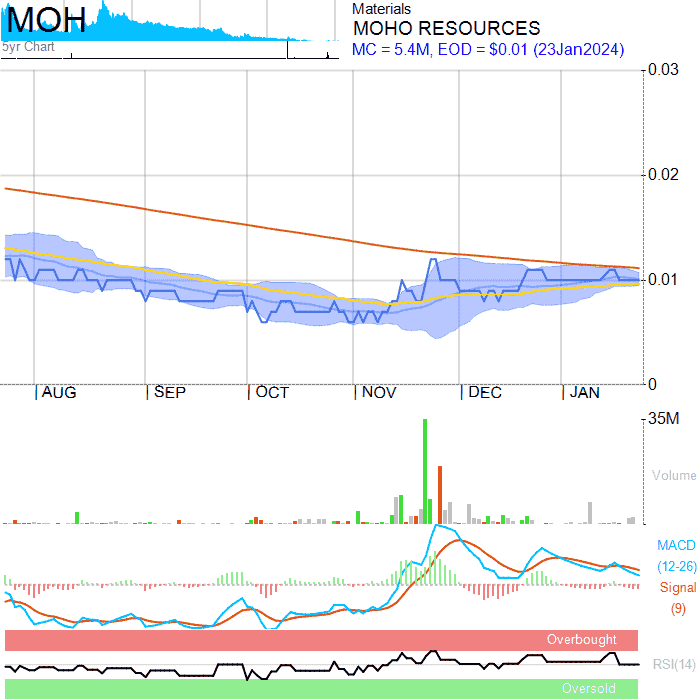 MOH
5yr Chart
Materials
MOHO RESOURCES
MC = 5.4M, EOD = $0.01 (23Jan2024)
0.03
0.02
0.01
0
AUG SEP OCT NOV DEC JAN
35M
Volume
MACD
(12-26)
Signal
(9)
Overbought
RSI(14)
Oversold